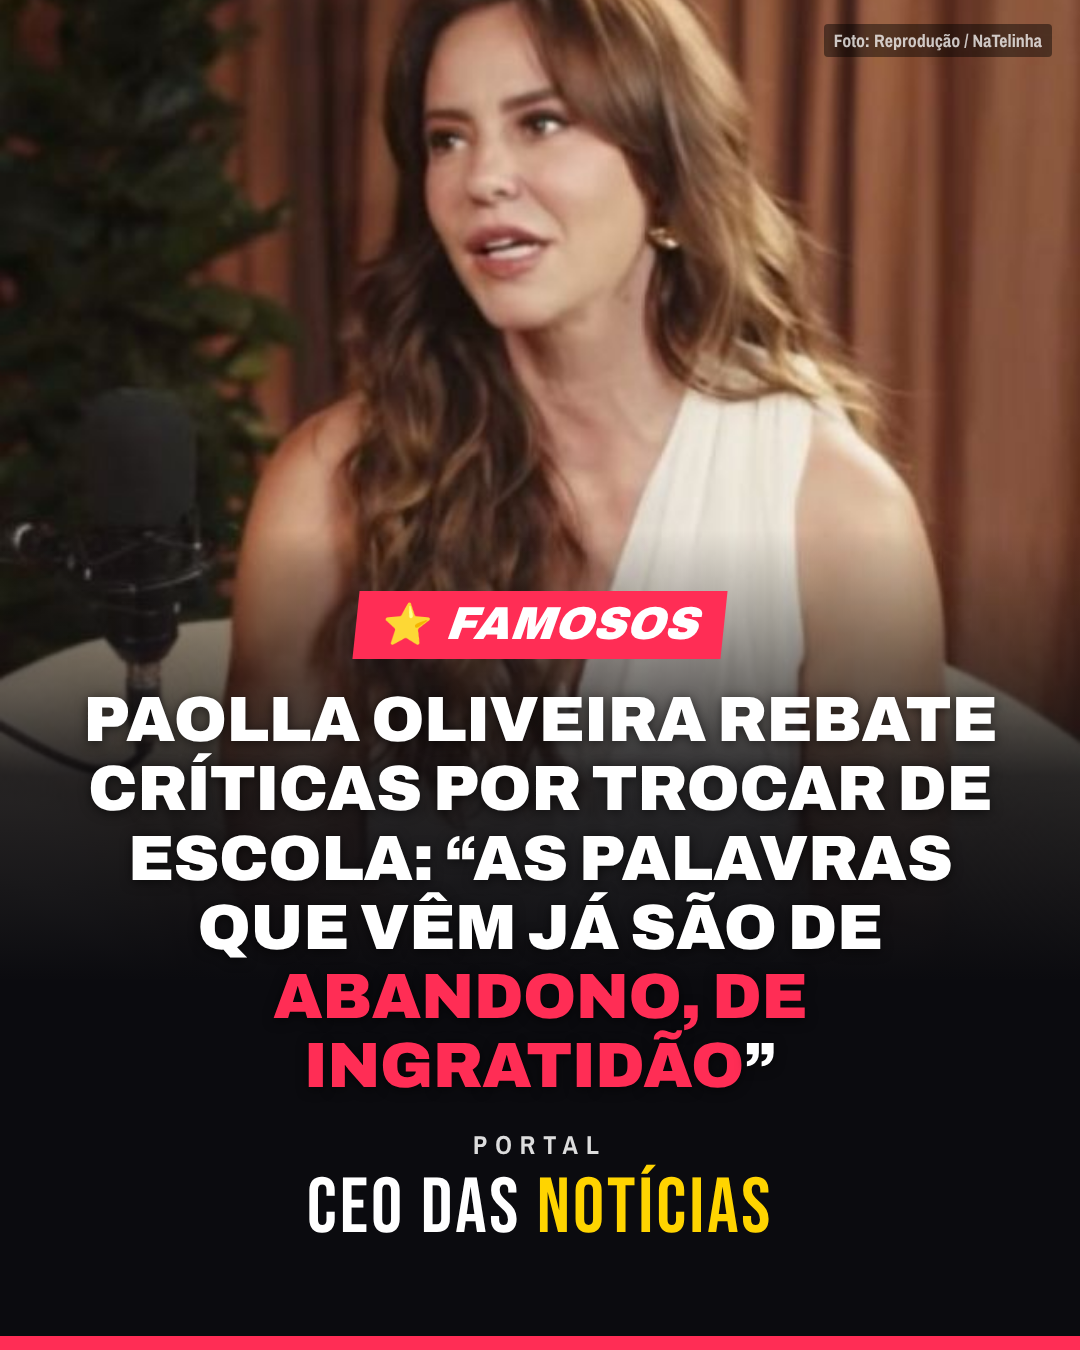 Foto: Reprodução / NaTelinha
⭐ FAMOSOS
PAOLLA OLIVEIRA REBATE
CRÍTICAS POR TROCAR DE
ESCOLA: “AS PALAVRAS
QUE VÊM JÁ SÃO DE
ABANDONO, DE
INGRATIDÃO”
PORTAL
CEO DAS NOTÍCIAS